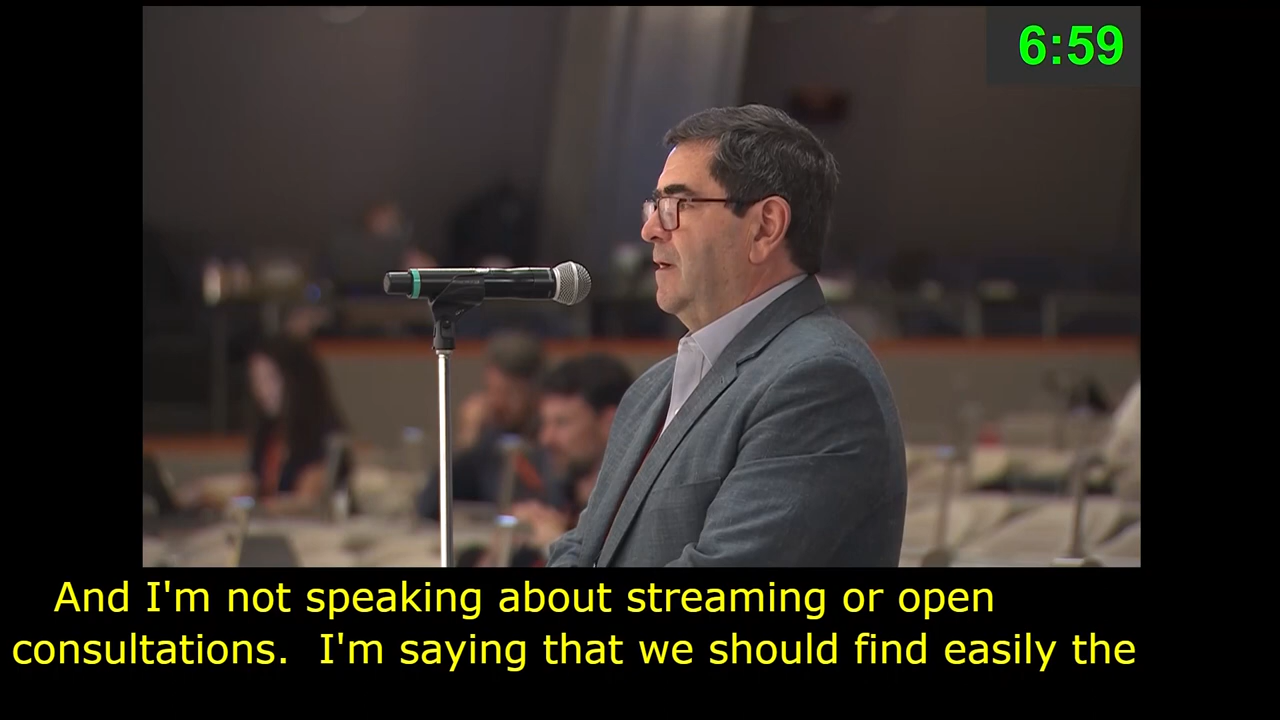 6:59
And I'm not speaking about streaming or open
consultations.  I'm saying that we should find easily the